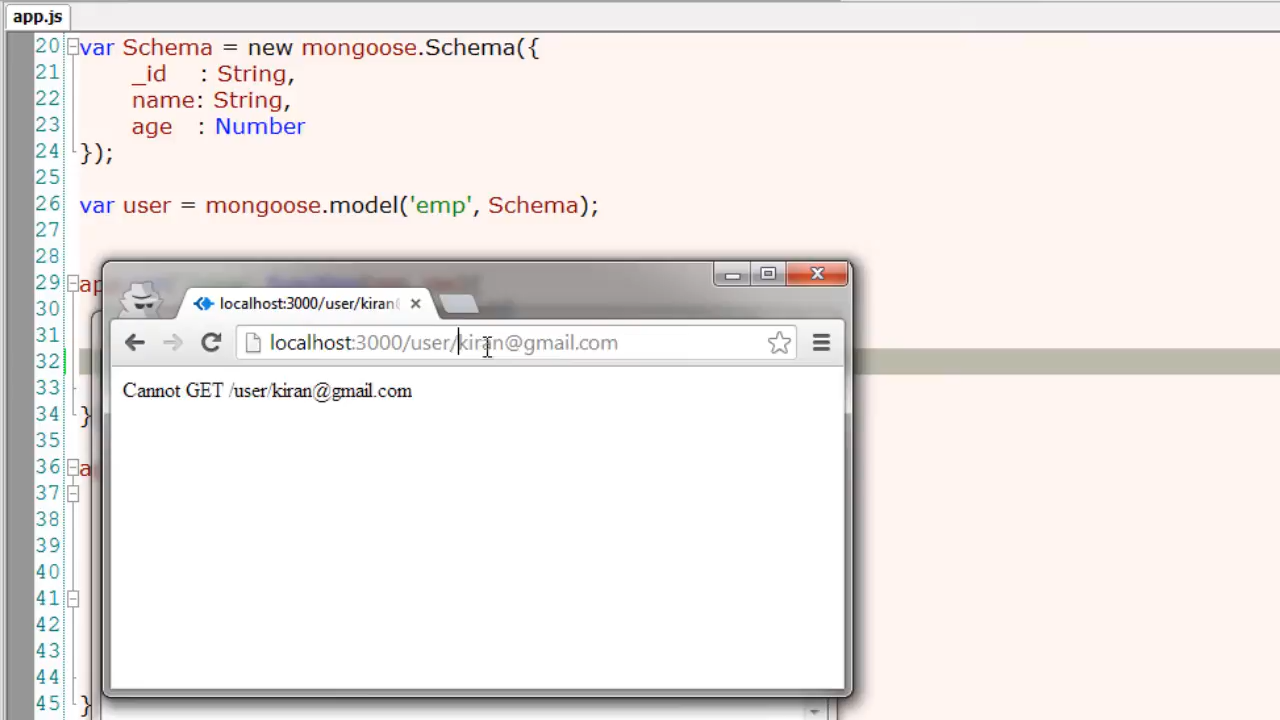 app.js
20 var Schema = new mongoose.Schema({
21 _id : String,
22 name: String,
23 age : Number
24 });
25
26 var user = mongoose.model('emp', Schema);
27
28
29 ap
30
31
32
33
34 }
35
36 a
37
38
39
40
41
42
43
44
45 }
localhost:3000/user/kiran@
localhost:3000/user/kiran@gmail.com
Cannot GET /user/kiran@gmail.com